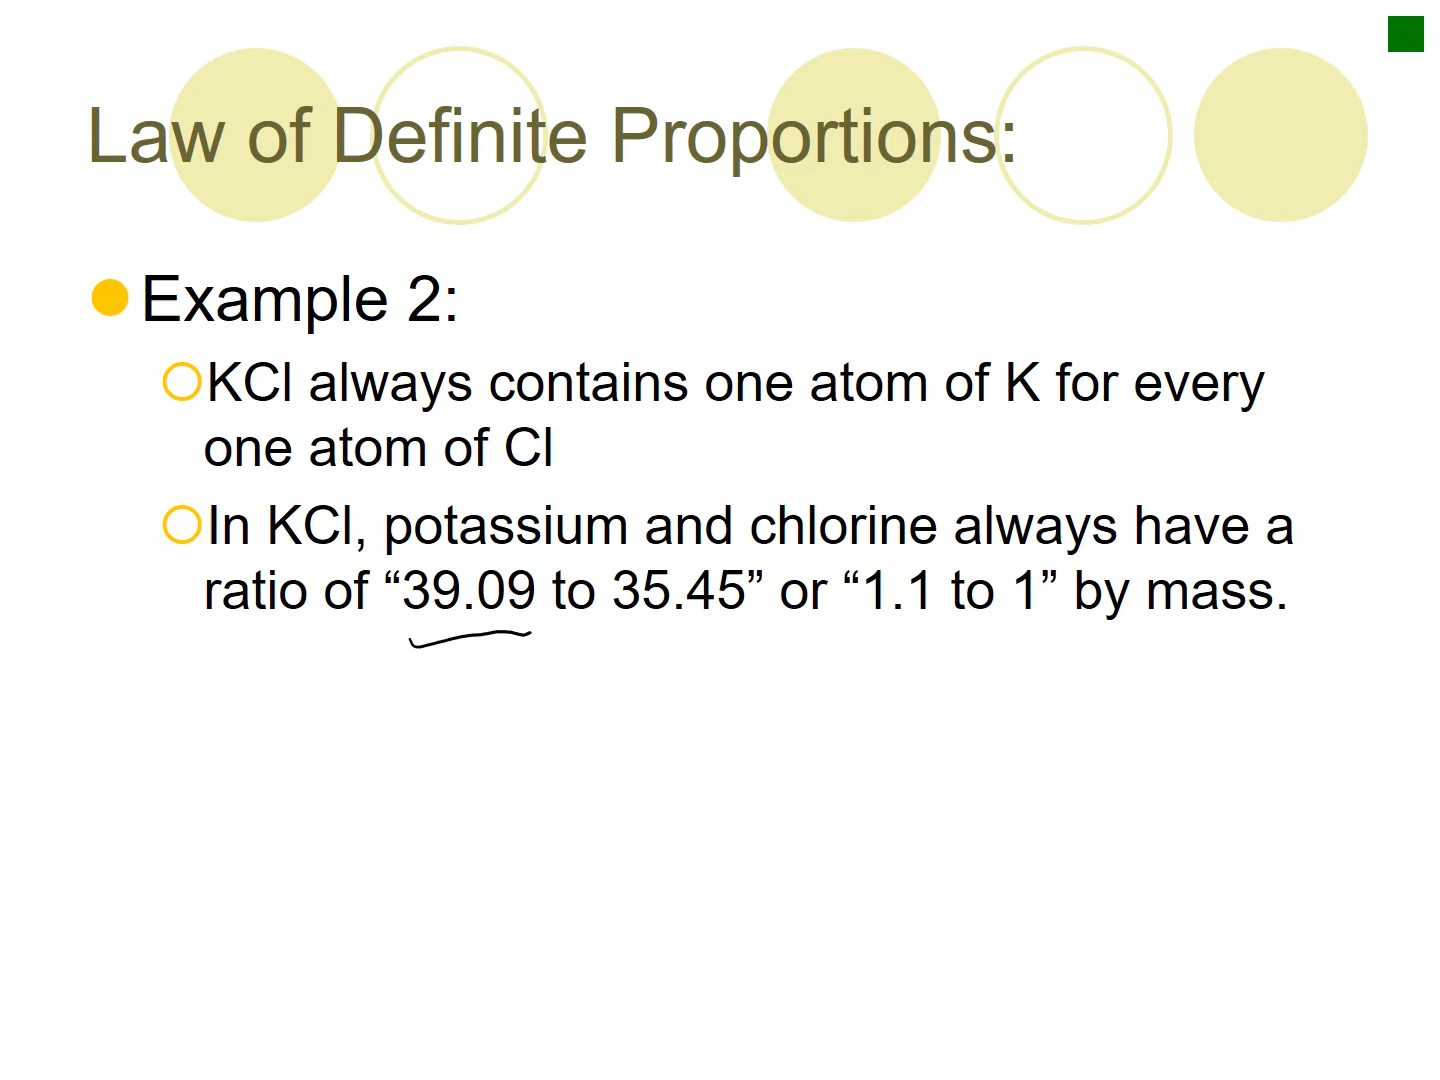 Law of Definite Proportions:
Example 2:
KCl always contains one atom of K for every
one atom of Cl
In KCl, potassium and chlorine always have a
ratio of “39.09 to 35.45” or “1.1 to 1” by mass.